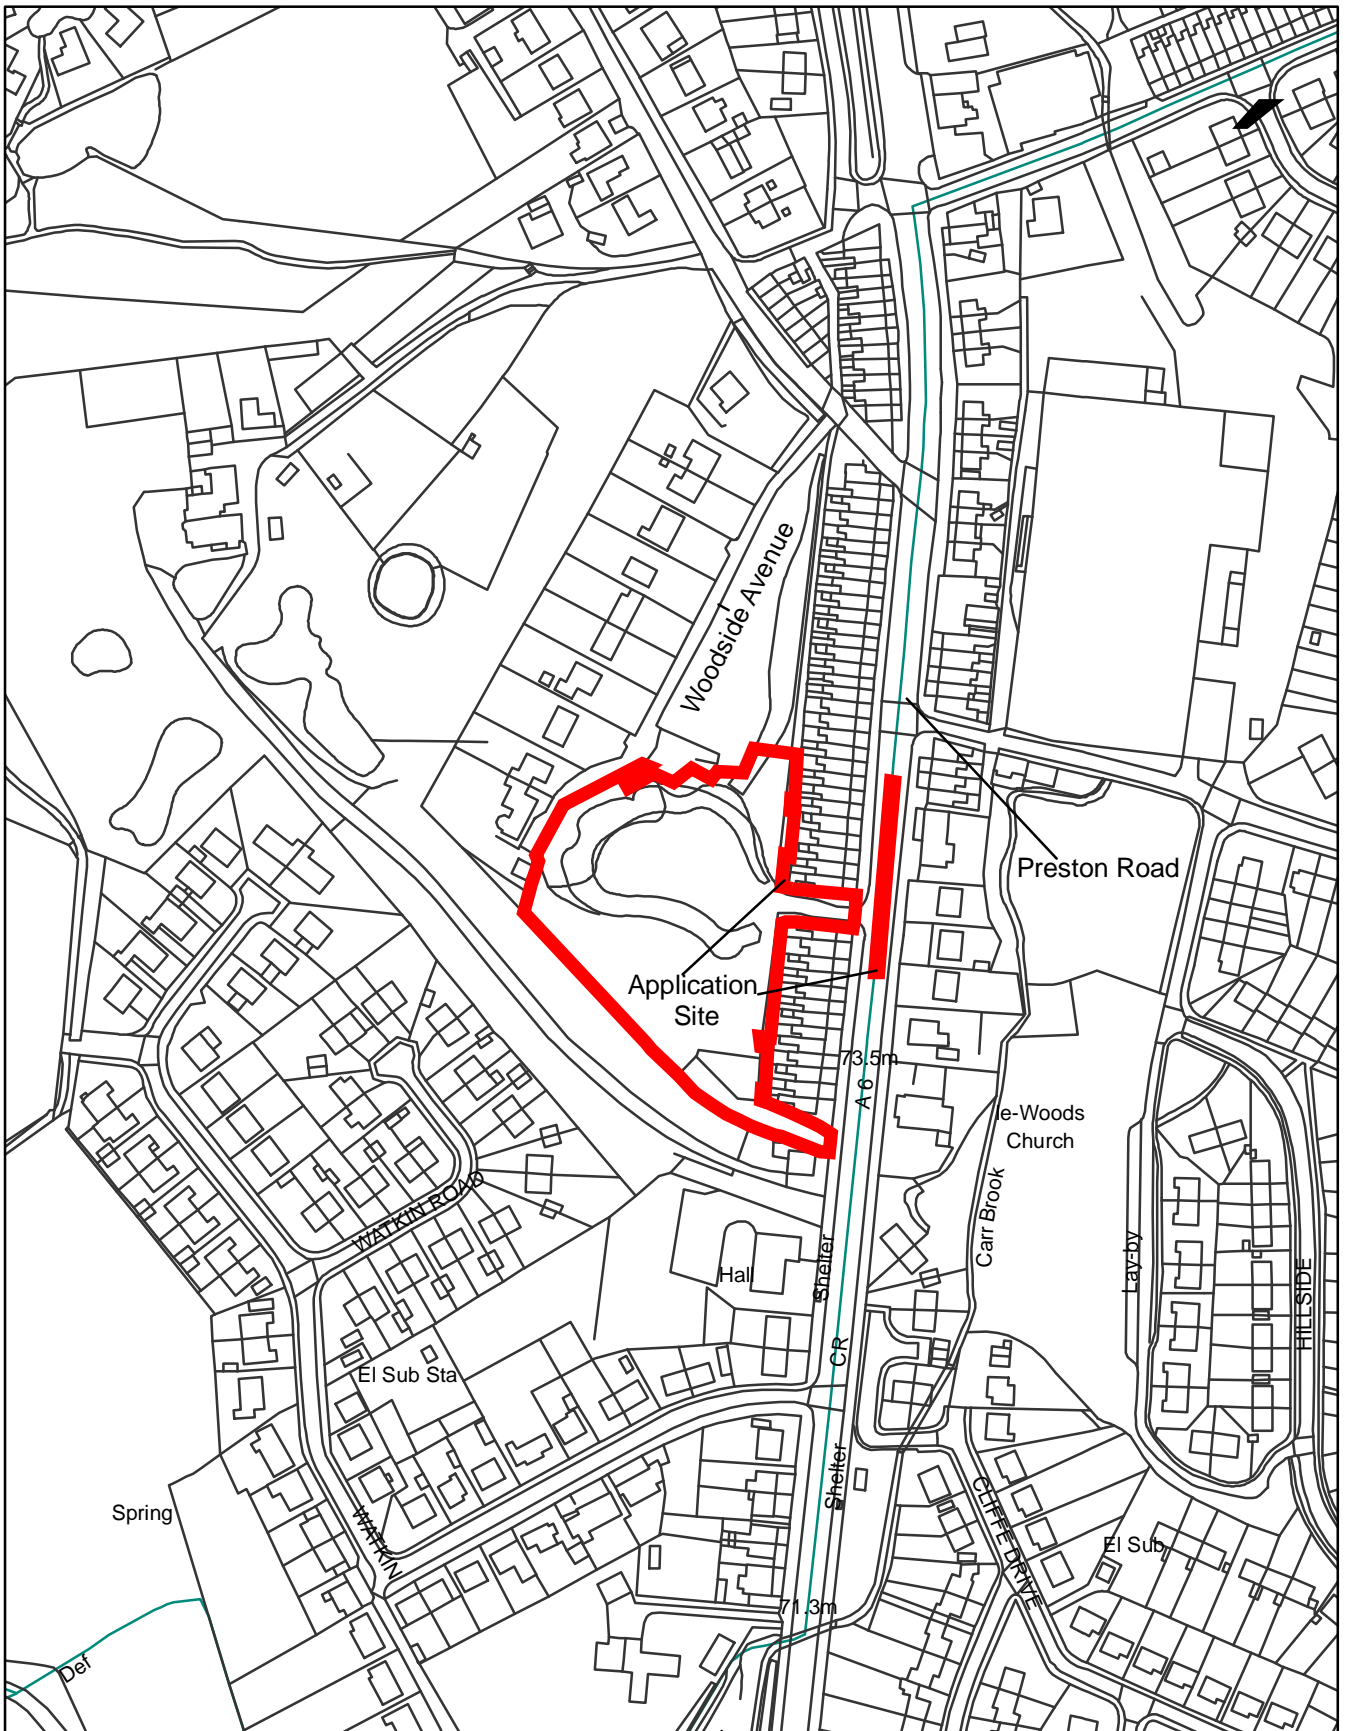 Woodside Avenue
Preston Road
Application
Site
73.5m
A 6
le-Woods
Church
Carr Brook
WATKIN ROAD
Lay-by
Shelter
Hall
HILLSIDE
CR
El Sub Sta
Shelter
Spring
WATKIN
CLIFFE DRIVE
El Sub
71.3m
Def